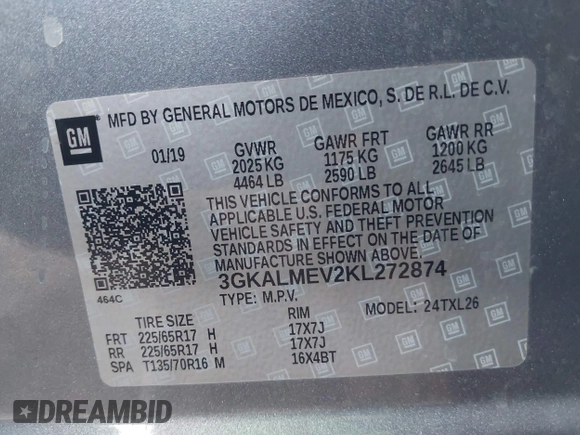 GM
MFD BY GENERAL MOTORS DE MEXICO, S. DE R.L. DE C.V.
01/19 GVWR GAWR FRT GAWR RR
2025 KG 1175 KG 1200 KG
4464 LB 2590 LB 2645 LB
THIS VEHICLE CONFORMS TO ALL
APPLICABLE U.S. FEDERAL MOTOR
VEHICLE SAFETY AND THEFT PREVENTION
STANDARDS IN EFFECT ON THE DATE OF
MANUFACTURE SHOWN ABOVE.
3GKALMEV2KL272874
464C
TYPE: M.P.V. MODEL: 24TXL26
TIRE SIZE RIM
FRT 225/65R17 H 17X7J
RR 225/65R17 H 17X7J
SPA T135/70R16 M 16X4BT
DREAMBID